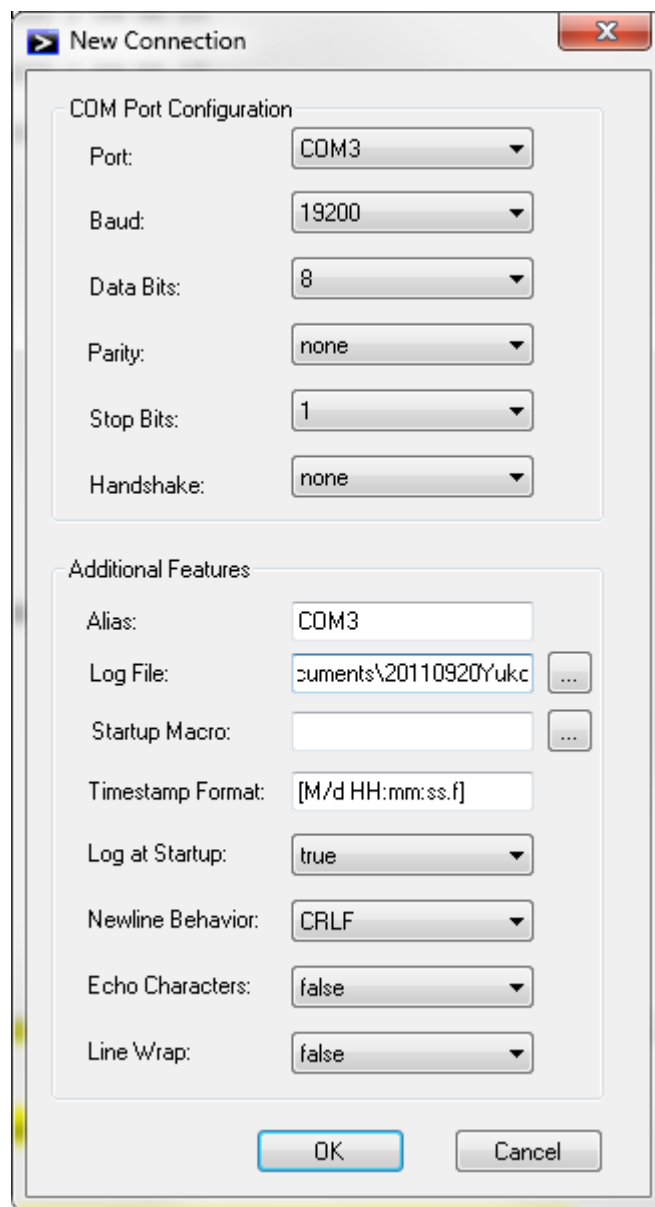 New Connection
COM Port Configuration
Port: COM3
Baud: 19200
Data Bits: 8
Parity: none
Stop Bits: 1
Handshake: none
Additional Features
Alias: COM3
Log File: cuments\20110920Yukc ...
Startup Macro: ...
Timestamp Format: [M/d HH:mm:ss.f]
Log at Startup: true
Newline Behavior: CRLF
Echo Characters: false
Line Wrap: false
OK Cancel